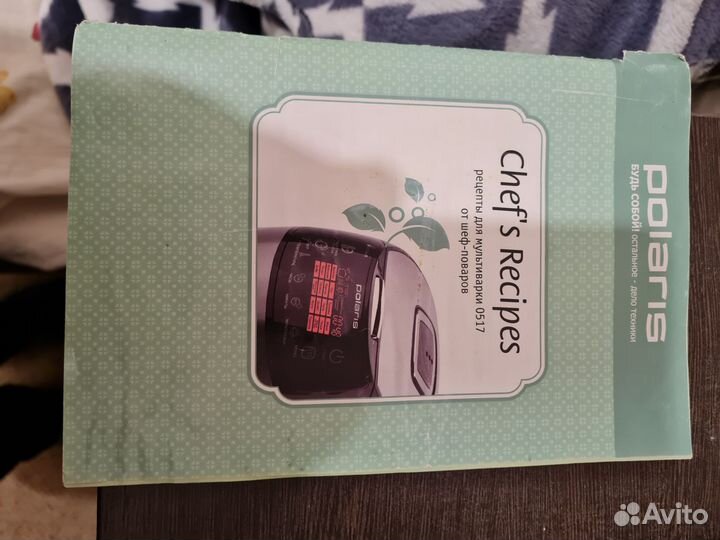 polaris
БУДЬ СОБОЙ! остальное - дело техники
Chef's Recipes
рецепты для мультиварки 0517
от шеф-поваров
polaris
Avito